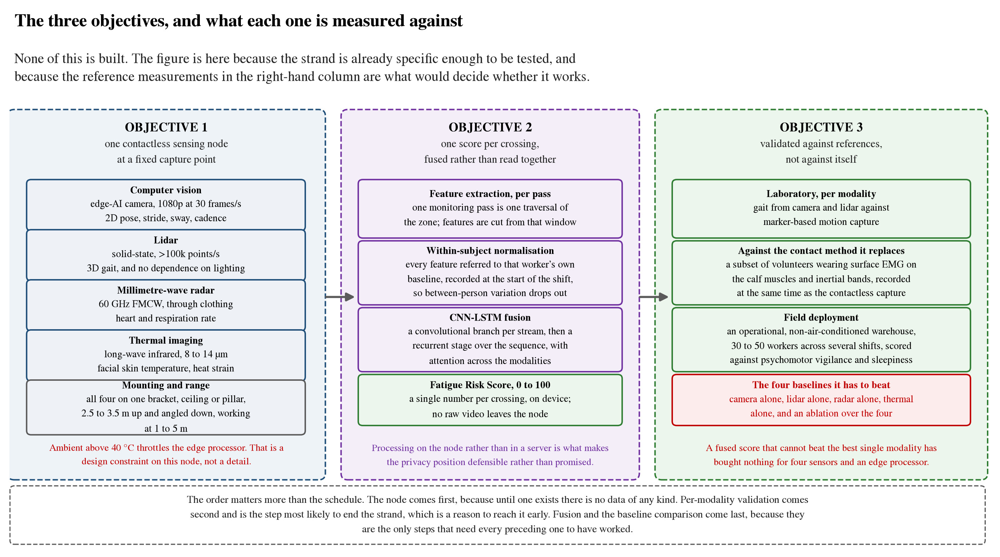 The three objectives, and what each one is measured against
None of this is built. The figure is here because the strand is already specific enough to be tested, and
because the reference measurements in the right-hand column are what would decide whether it works.
OBJECTIVE 1
one contactless sensing node
at a fixed capture point
Computer vision
edge-AI camera, 1080p at 30 frames/s
2D pose, stride, sway, cadence
Lidar
solid-state, >100k points/s
3D gait, and no dependence on lighting
Millimetre-wave radar
60 GHz FMCW, through clothing
heart and respiration rate
Thermal imaging
long-wave infrared, 8 to 14 µm
facial skin temperature, heat strain
Mounting and range
all four on one bracket, ceiling or pillar,
2.5 to 3.5 m up and angled down, working
at 1 to 5 m
Ambient above 40 °C throttles the edge processor. That is a
design constraint on this node, not a detail.
OBJECTIVE 2
one score per crossing,
fused rather than read together
Feature extraction, per pass
one monitoring pass is one traversal of
the zone; features are cut from that window
Within-subject normalisation
every feature referred to that worker’s own
baseline, recorded at the start of the shift,
so between-person variation drops out
CNN-LSTM fusion
a convolutional branch per stream, then a
recurrent stage over the sequence, with
attention across the modalities
Fatigue Risk Score, 0 to 100
a single number per crossing, on device;
no raw video leaves the node
Processing on the node rather than in a server is what makes
the privacy position defensible rather than promised.
OBJECTIVE 3
validated against references,
not against itself
Laboratory, per modality
gait from camera and lidar against
marker-based motion capture
Against the contact method it replaces
a subset of volunteers wearing surface EMG on
the calf muscles and inertial bands, recorded
at the same time as the contactless capture
Field deployment
an operational, non-air-conditioned warehouse,
30 to 50 workers across several shifts, scored
against psychomotor vigilance and sleepiness
The four baselines it has to beat
camera alone, lidar alone, radar alone, thermal
alone, and an ablation over the four
A fused score that cannot beat the best single modality has
bought nothing for four sensors and an edge processor.
The order matters more than the schedule. The node comes first, because until one exists there is no data of any kind. Per-modality validation comes
second and is the step most likely to end the strand, which is a reason to reach it early. Fusion and the baseline comparison come last, because they
are the only steps that need every preceding one to have worked.